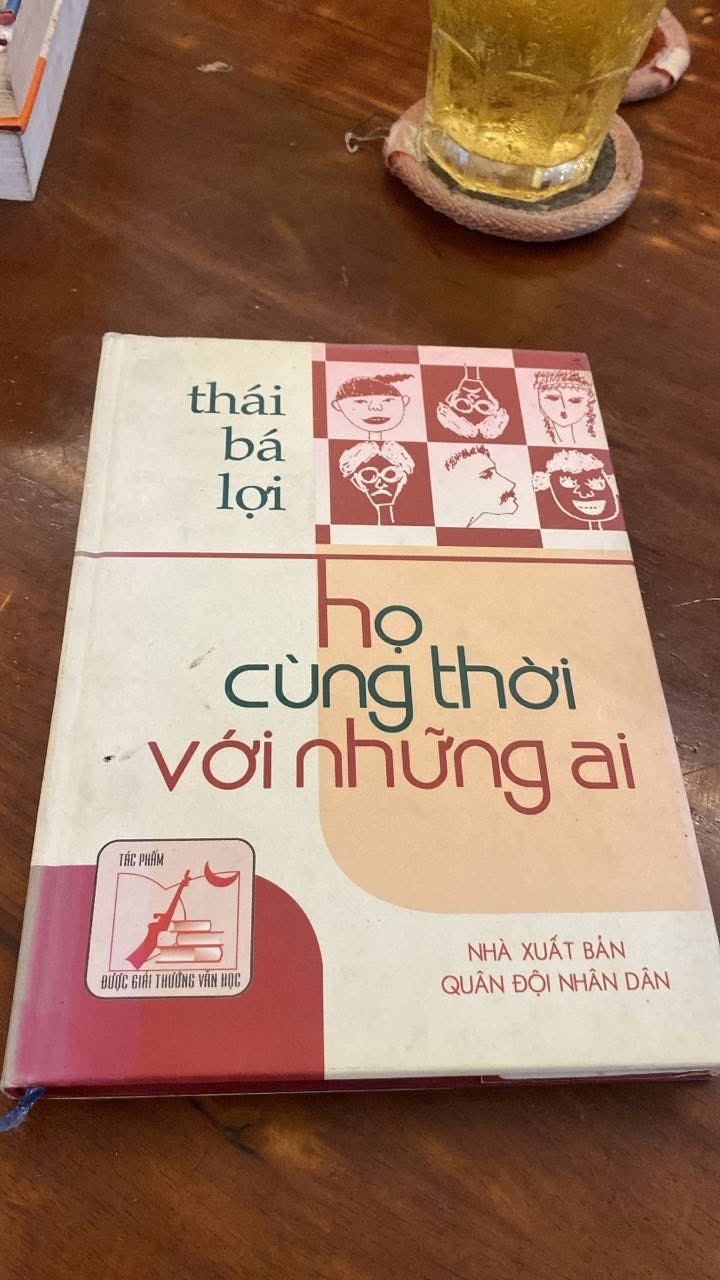 thái
bá
lợi
họ
cùng thời
với những ai
TÁC PHẨM
ĐƯỢC GIẢI THƯỞNG VĂN HỌC
NHÀ XUẤT BẢN
QUÂN ĐỘI NHÂN DÂN